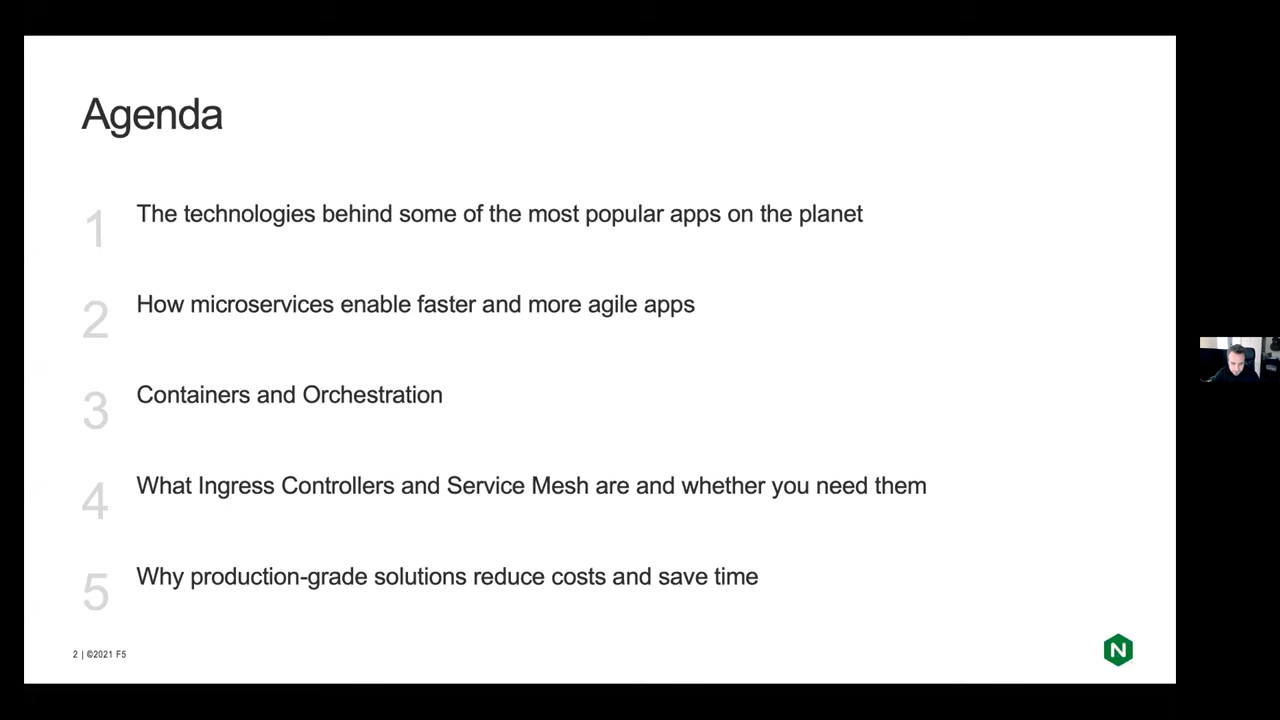 Agenda
1 The technologies behind some of the most popular apps on the planet
2 How microservices enable faster and more agile apps
3 Containers and Orchestration
4 What Ingress Controllers and Service Mesh are and whether you need them
5 Why production-grade solutions reduce costs and save time
2 | ©2021 F5
N